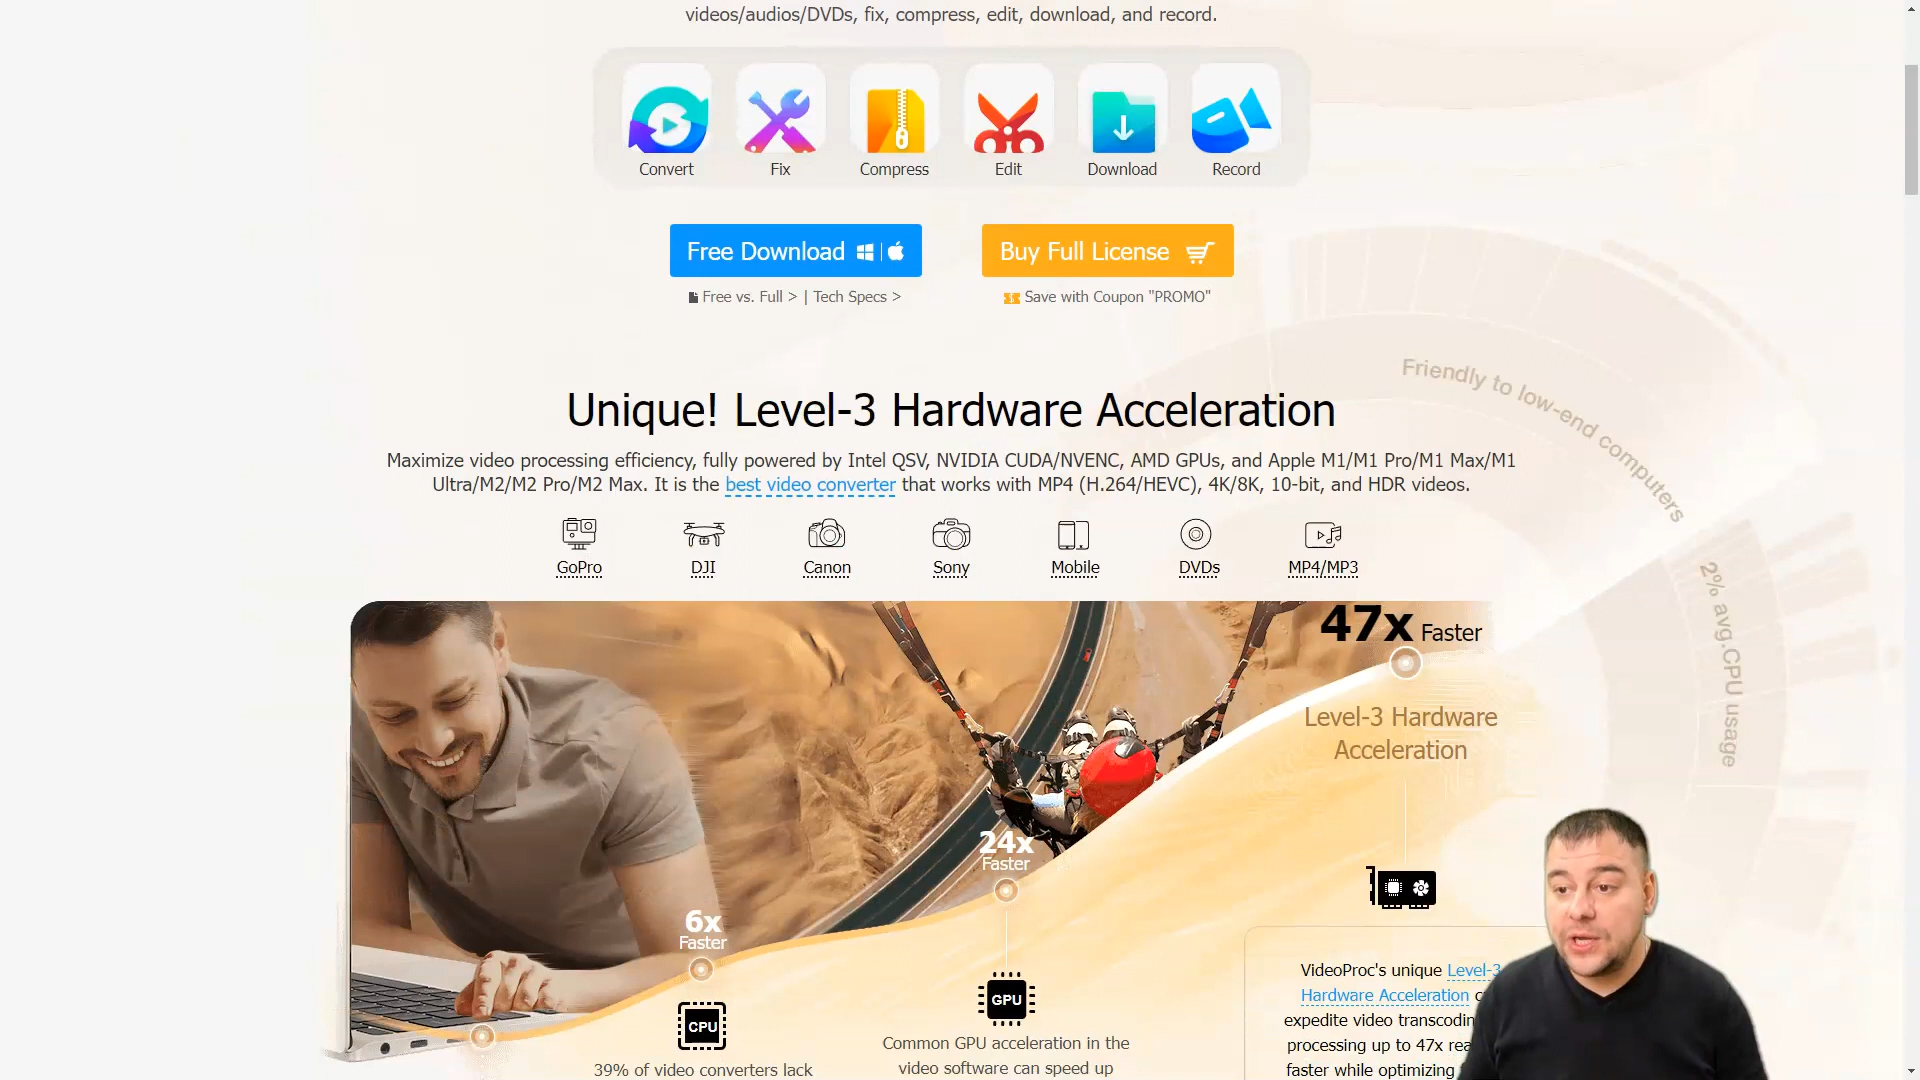 videos/audios/DVDs, fix, compress, edit, download, and record.
Convert Fix Compress Edit Download Record
Free Download Buy Full License
Free vs. Full > | Tech Specs > Save with Coupon "PROMO"
Friendly to low-end computers
2% avg.CPU usage
Unique! Level-3 Hardware Acceleration
Maximize video processing efficiency, fully powered by Intel QSV, NVIDIA CUDA/NVENC, AMD GPUs, and Apple M1/M1 Pro/M1 Max/M1
Ultra/M2/M2 Pro/M2 Max. It is the best video converter that works with MP4 (H.264/HEVC), 4K/8K, 10-bit, and HDR videos.
GoPro DJI Canon Sony Mobile DVDs MP4/MP3
47x Faster
Level-3 Hardware
Acceleration
24x
Faster
6x
Faster
CPU
39% of video converters lack
GPU
Common GPU acceleration in the
video software can speed up
VideoProc's unique Level-3
Hardware Acceleration
expedite video transcoding
processing up to 47x
faster while optimizing